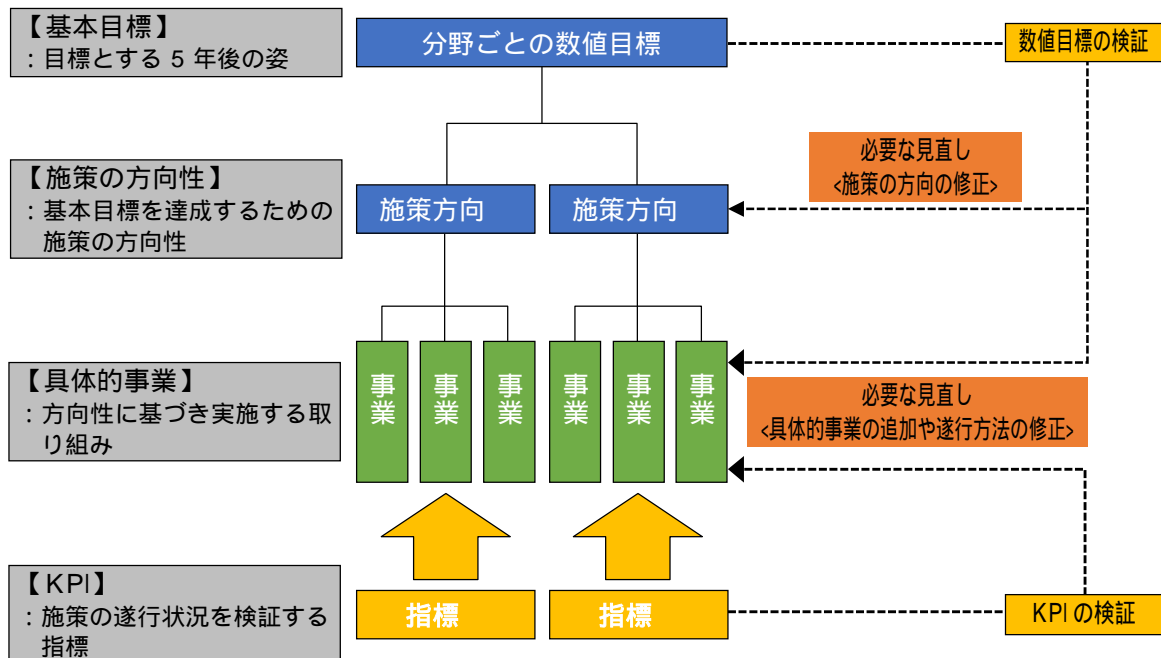 【基本目標】
：目標とする 5 年後の姿
分野ごとの数値目標
数値目標の検証
必要な見直し
<施策の方向の修正>
【施策の方向性】
：基本目標を達成するための
施策の方向性
施策方向
施策方向
【具体的事業】
：方向性に基づき実施する取
り組み
事業
事業
事業
事業
事業
事業
必要な見直し
<具体的事業の追加や遂行方法の修正>
【KPI】
：施策の遂行状況を検証する
指標
指標
指標
KPI の検証